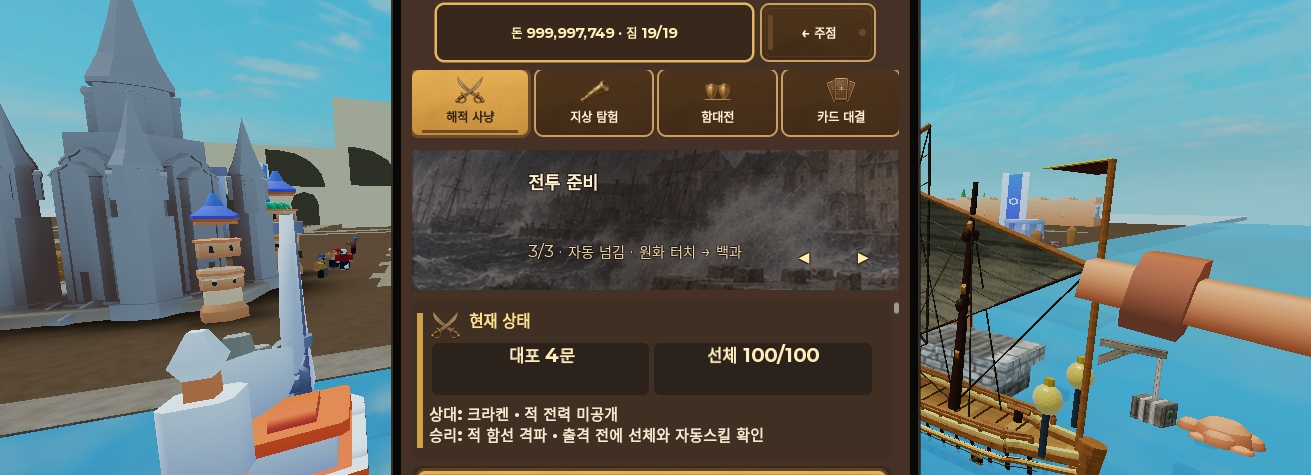 돈 999,997,749 · 짐 19/19
← 주점
해적 사냥
지상 탐험
함대전
카드 대결
전투 준비
3/3 · 자동 넘김 · 원화 터치 → 백과
◀ ▶
현재 상태
대포 4문
선체 100/100
상대: 크라켄 • 적 전력 미공개
승리: 적 함선 격파 • 출격 전에 선체와 자동스킬 확인